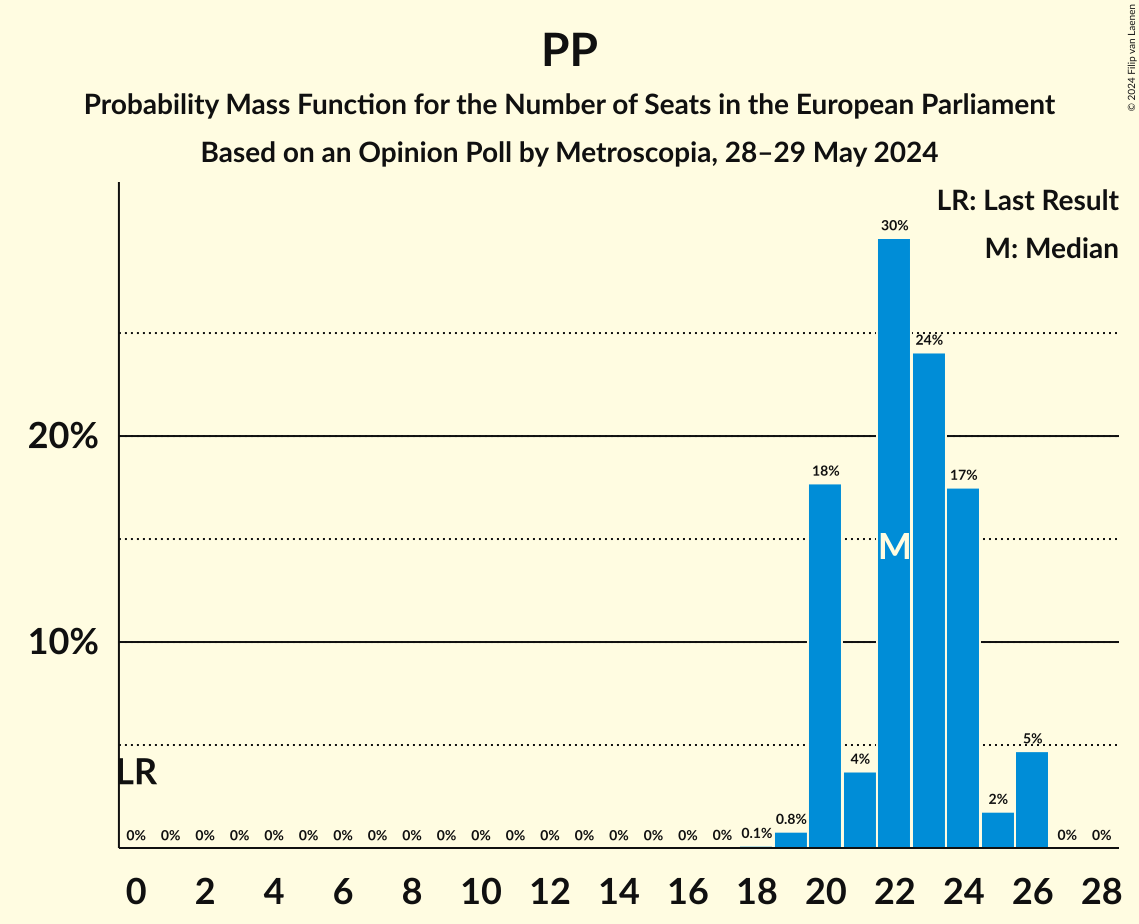 PP
Probability Mass Function for the Number of Seats in the European Parliament
Based on an Opinion Poll by Metroscopia, 28–29 May 2024
© 2024 Filip van Laenen
LR: Last Result
M: Median
30%
24%
20%
18%
17%
M
10%
5%
4%
LR
2%
0% 0% 0% 0% 0% 0% 0% 0% 0% 0% 0% 0% 0% 0% 0% 0% 0% 0% 0.1% 0.8% 0% 0%
0 2 4 6 8 10 12 14 16 18 20 22 24 26 28